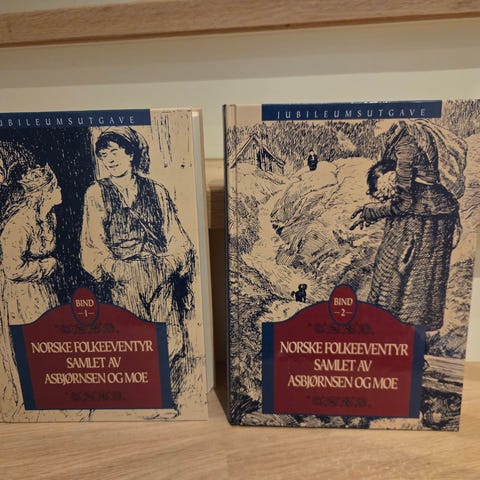 UBILEUMSUTGAVE
BIND
—1—
NORSKE FOLKEEVENTYR
SAMLET AV
ASBJØRNSEN OG MOE
JUBILEUMSUTGAVE
BIND
—2—
NORSKE FOLKEEVENTYR
SAMLET AV
ASBJØRNSEN OG MOE